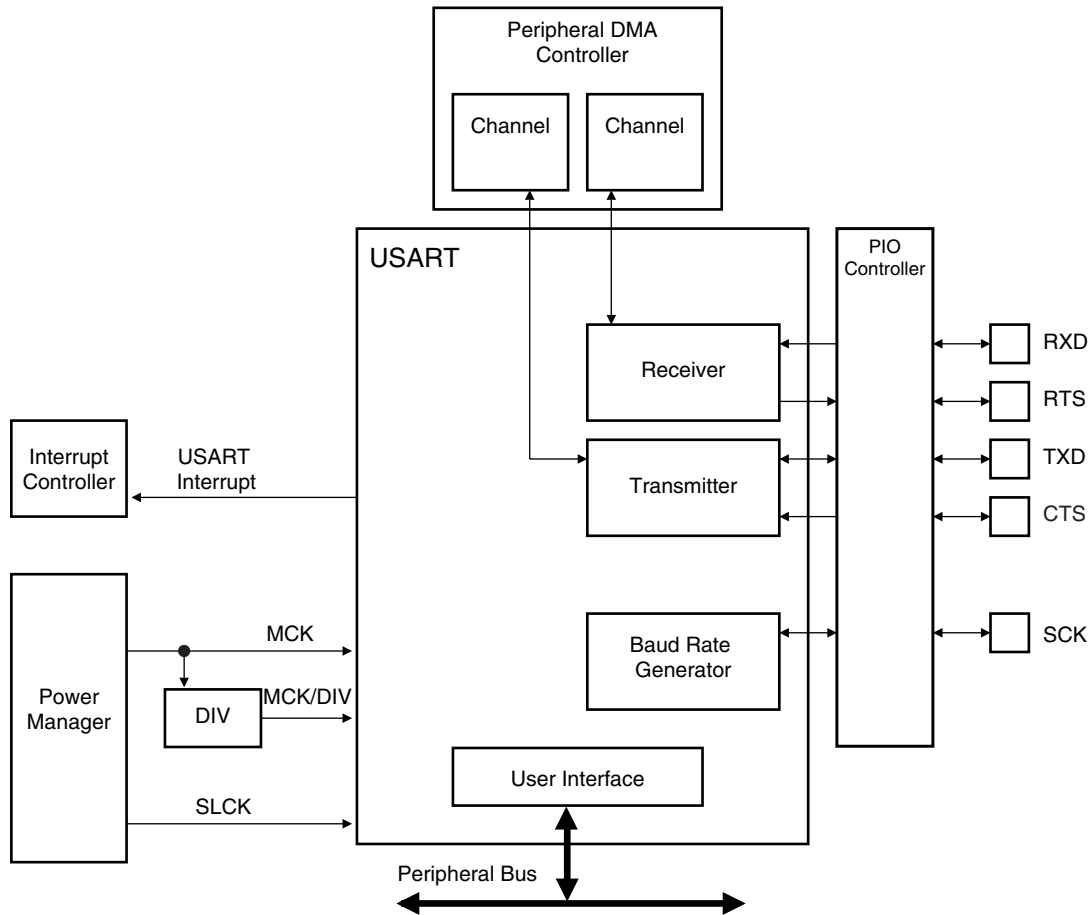 Peripheral DMA
Controller
Channel
Channel
USART
PIO
Controller
Receiver
RXD
RTS
Interrupt
Controller
USART
Interrupt
Transmitter
TXD
CTS
MCK
Baud Rate
Generator
SCK
Power
Manager
DIV
MCK/DIV
User Interface
SLCK
Peripheral Bus